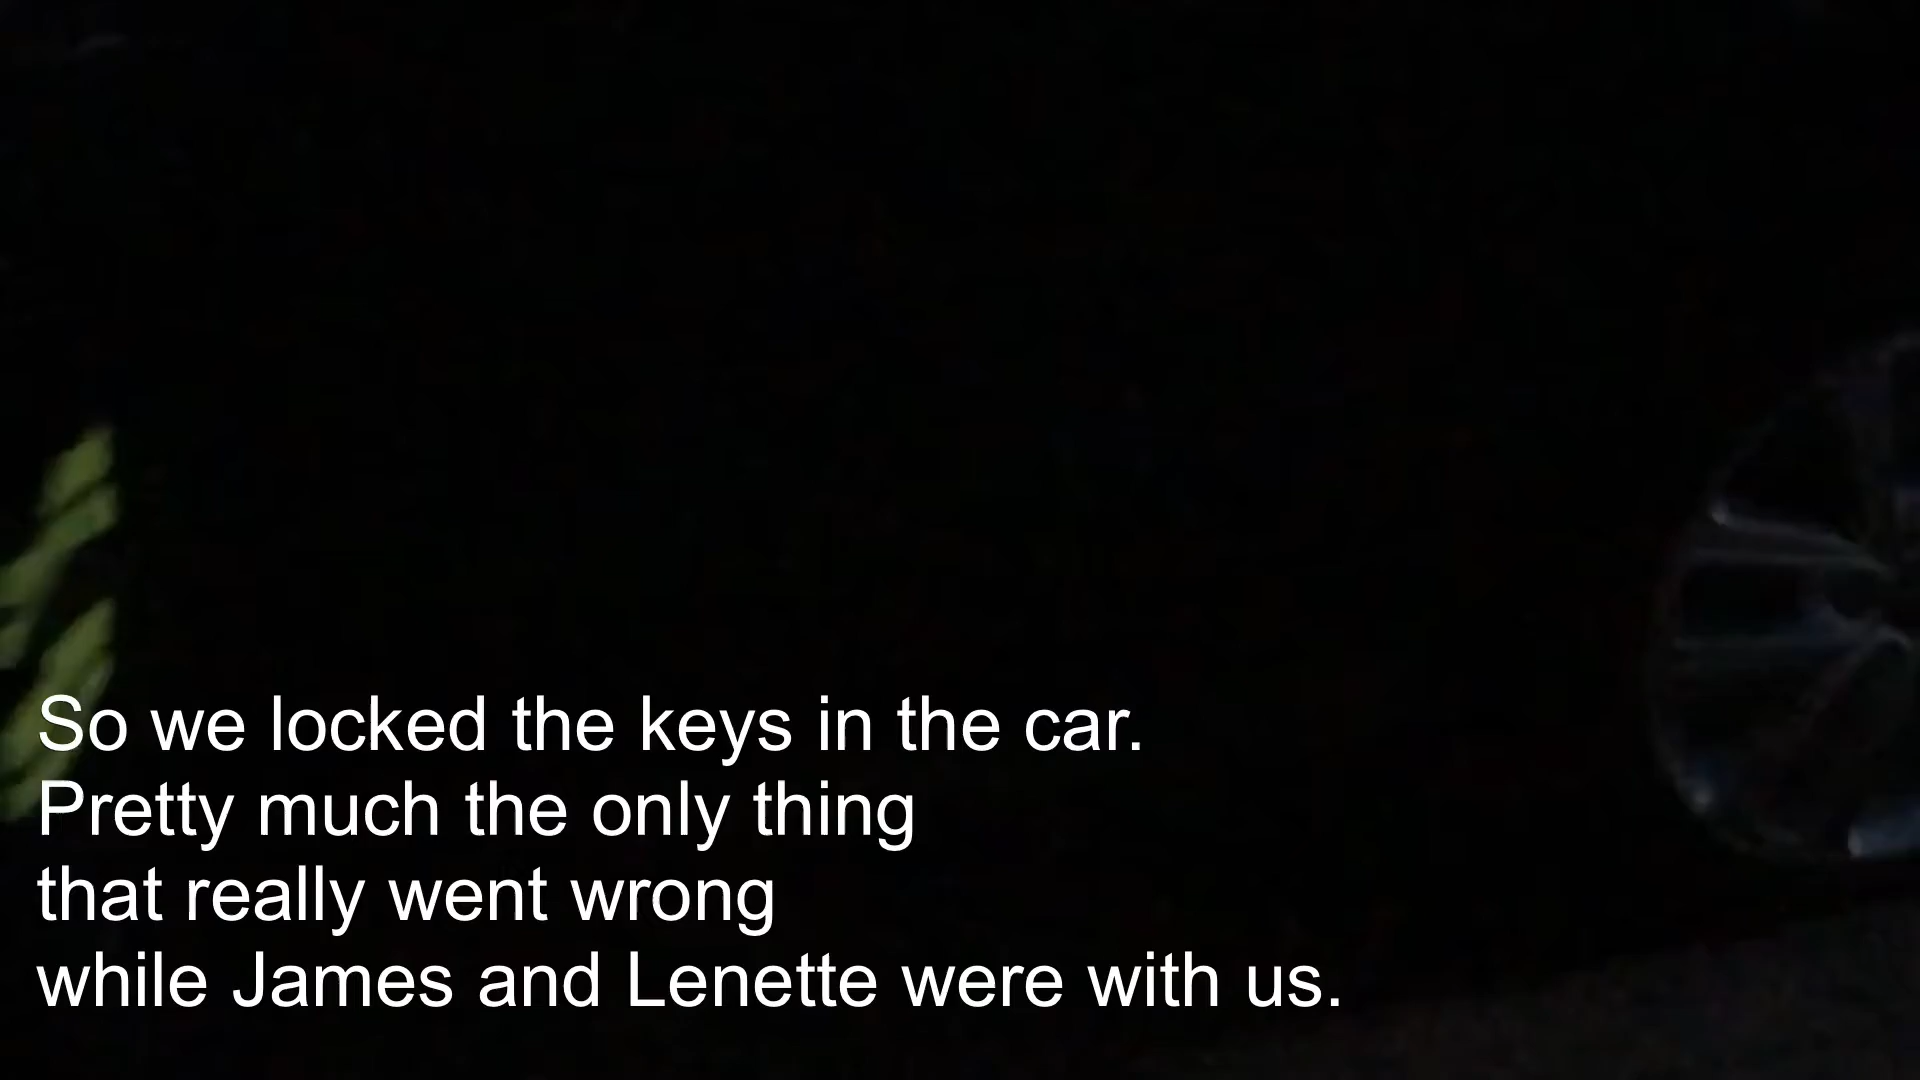 So we locked the keys in the car.
Pretty much the only thing
that really went wrong
while James and Lenette were with us.